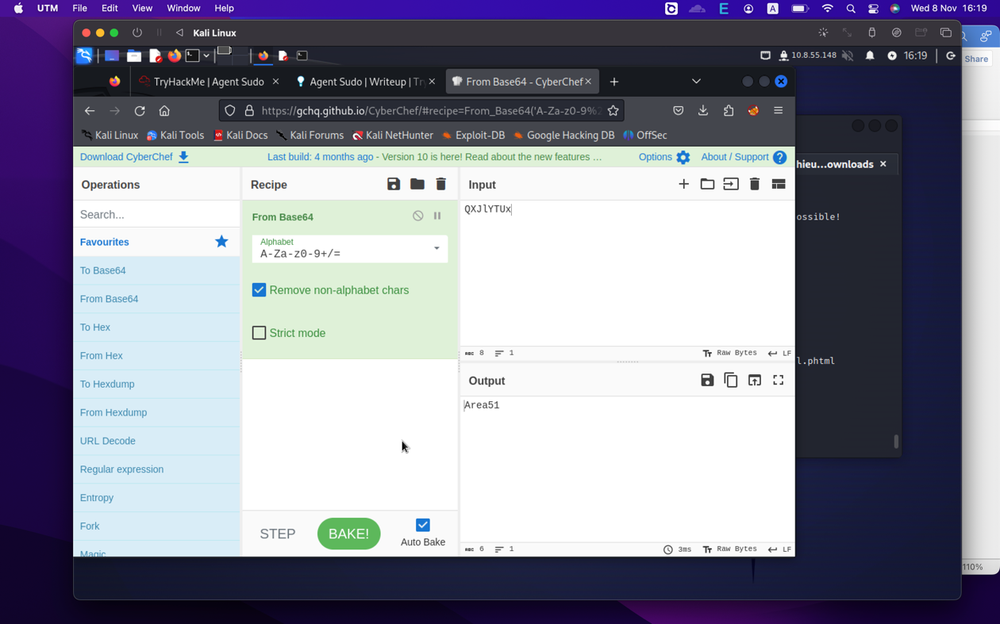 UTM File Edit View Window Help Wed 8 Nov 16:19
Kali Linux
10.8.55.148 16:19
Share
TryHackMe | Agent Sudo
Agent Sudo | Writeup | Tr
From Base64 - CyberChef
https://gchq.github.io/CyberChef/#recipe=From_Base64('A-Za-z0-9%2
Kali Linux Kali Tools Kali Docs Kali Forums Kali NetHunter Exploit-DB Google Hacking DB OffSec
Download CyberChef
Last build: 4 months ago - Version 10 is here! Read about the new features ...
Options
About / Support
hieu...ownloads
Operations
Recipe
Input
Search...
From Base64
QXJlYTUx
ossible!
Favourites
Alphabet
A-Za-z0-9+/=
To Base64
Remove non-alphabet chars
From Base64
To Hex
Strict mode
From Hex
ABC 8 1 Raw Bytes LF
l.phtml
To Hexdump
Output
From Hexdump
Area51
URL Decode
Regular expression
Entropy
Fork
STEP
BAKE!
Auto Bake
Magic
ABC 6 1 3ms Raw Bytes LF
110%